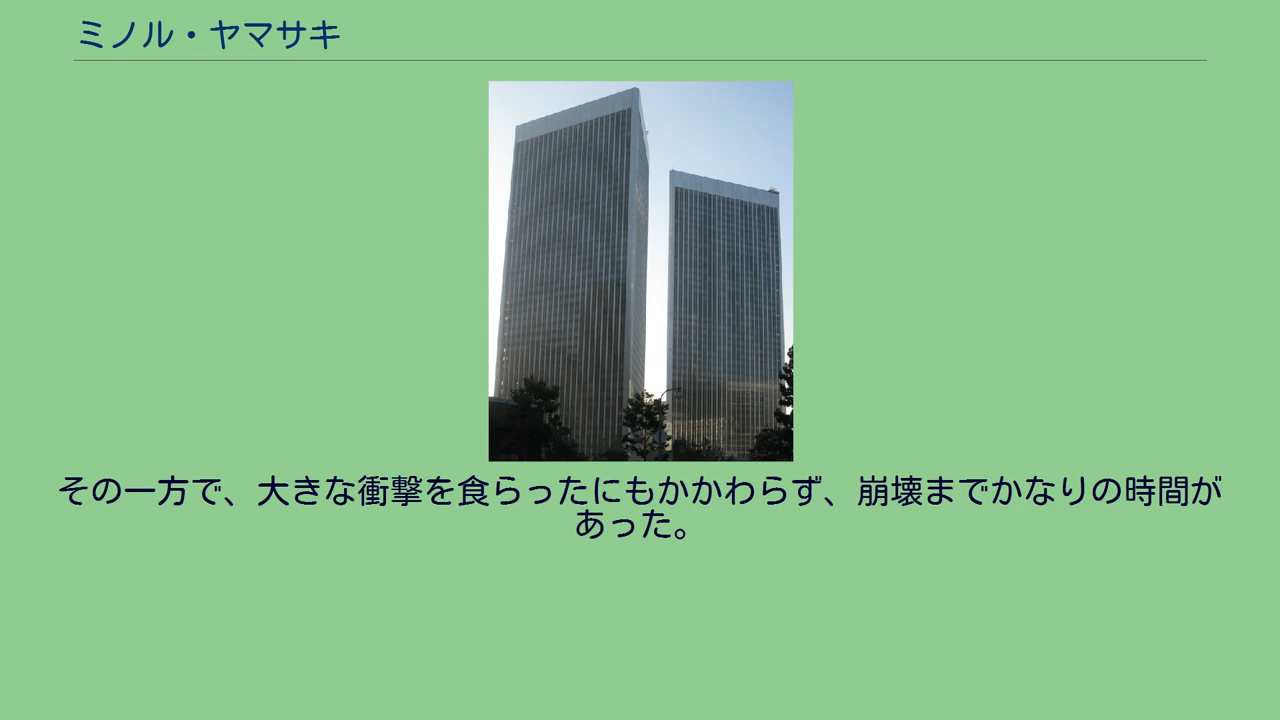 ミノル・ヤマサキ
その一方で、大きな衝撃を食らったにもかかわらず、崩壊までかなりの時間が
あった。